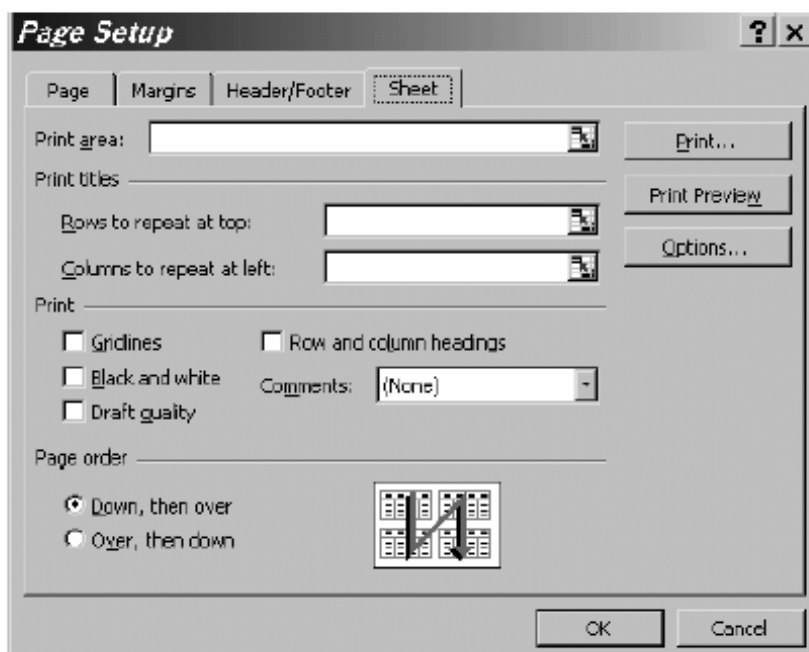 Page Setup
Page Margins Header/Footer Sheet
Print area:
Print...
Print titles
Print Preview
Rows to repeat at top:
Options...
Columns to repeat at left:
Print
Gridlines Row and column headings
Black and white Comments: (None)
Draft quality
Page order
Down, then over
Over, then down
OK Cancel